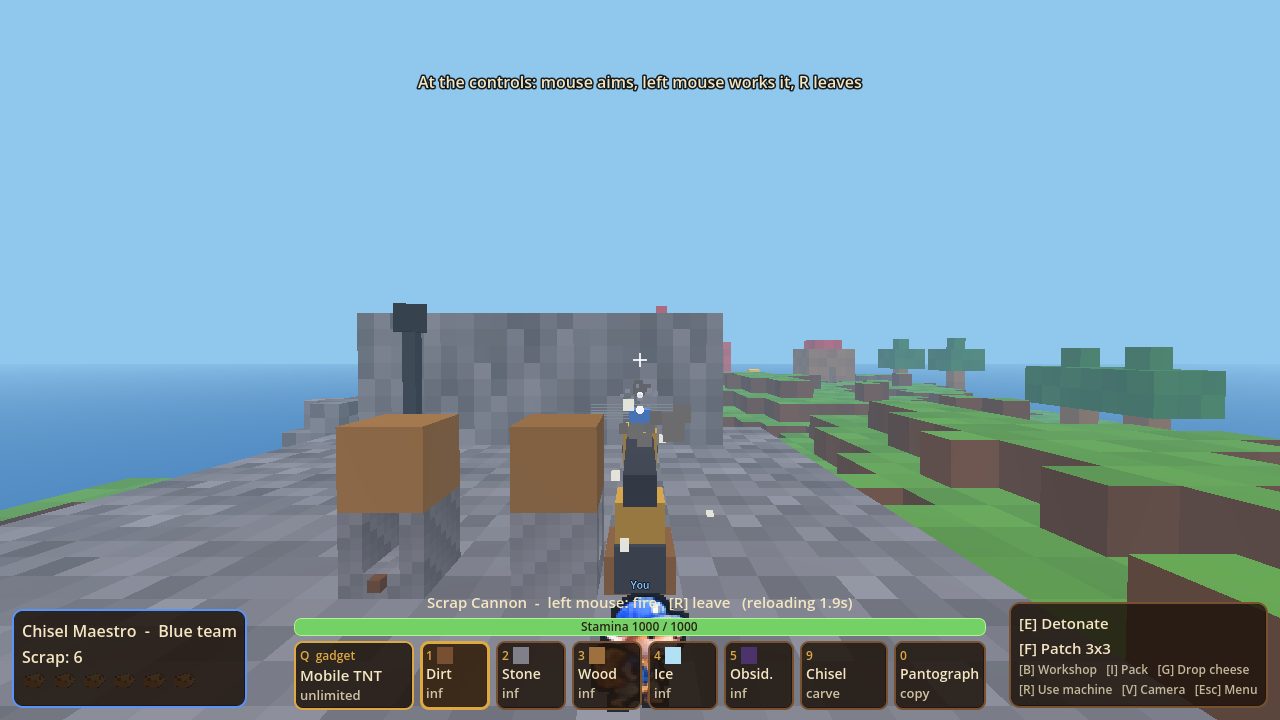 At the controls: mouse aims, left mouse works it, R leaves
You
Scrap Cannon - left mouse: fire, [R] leave (reloading 1.9s)
Stamina 1000 / 1000
Chisel Maestro - Blue team
Scrap: 6
Q gadget
Mobile TNT
unlimited
1
Dirt
inf
2
Stone
inf
3
Wood
inf
4
Ice
inf
5
Obsid.
inf
9
Chisel
carve
0
Pantograph
copy
[E] Detonate
[F] Patch 3x3
[B] Workshop [I] Pack [G] Drop cheese
[R] Use machine [V] Camera [Esc] Menu